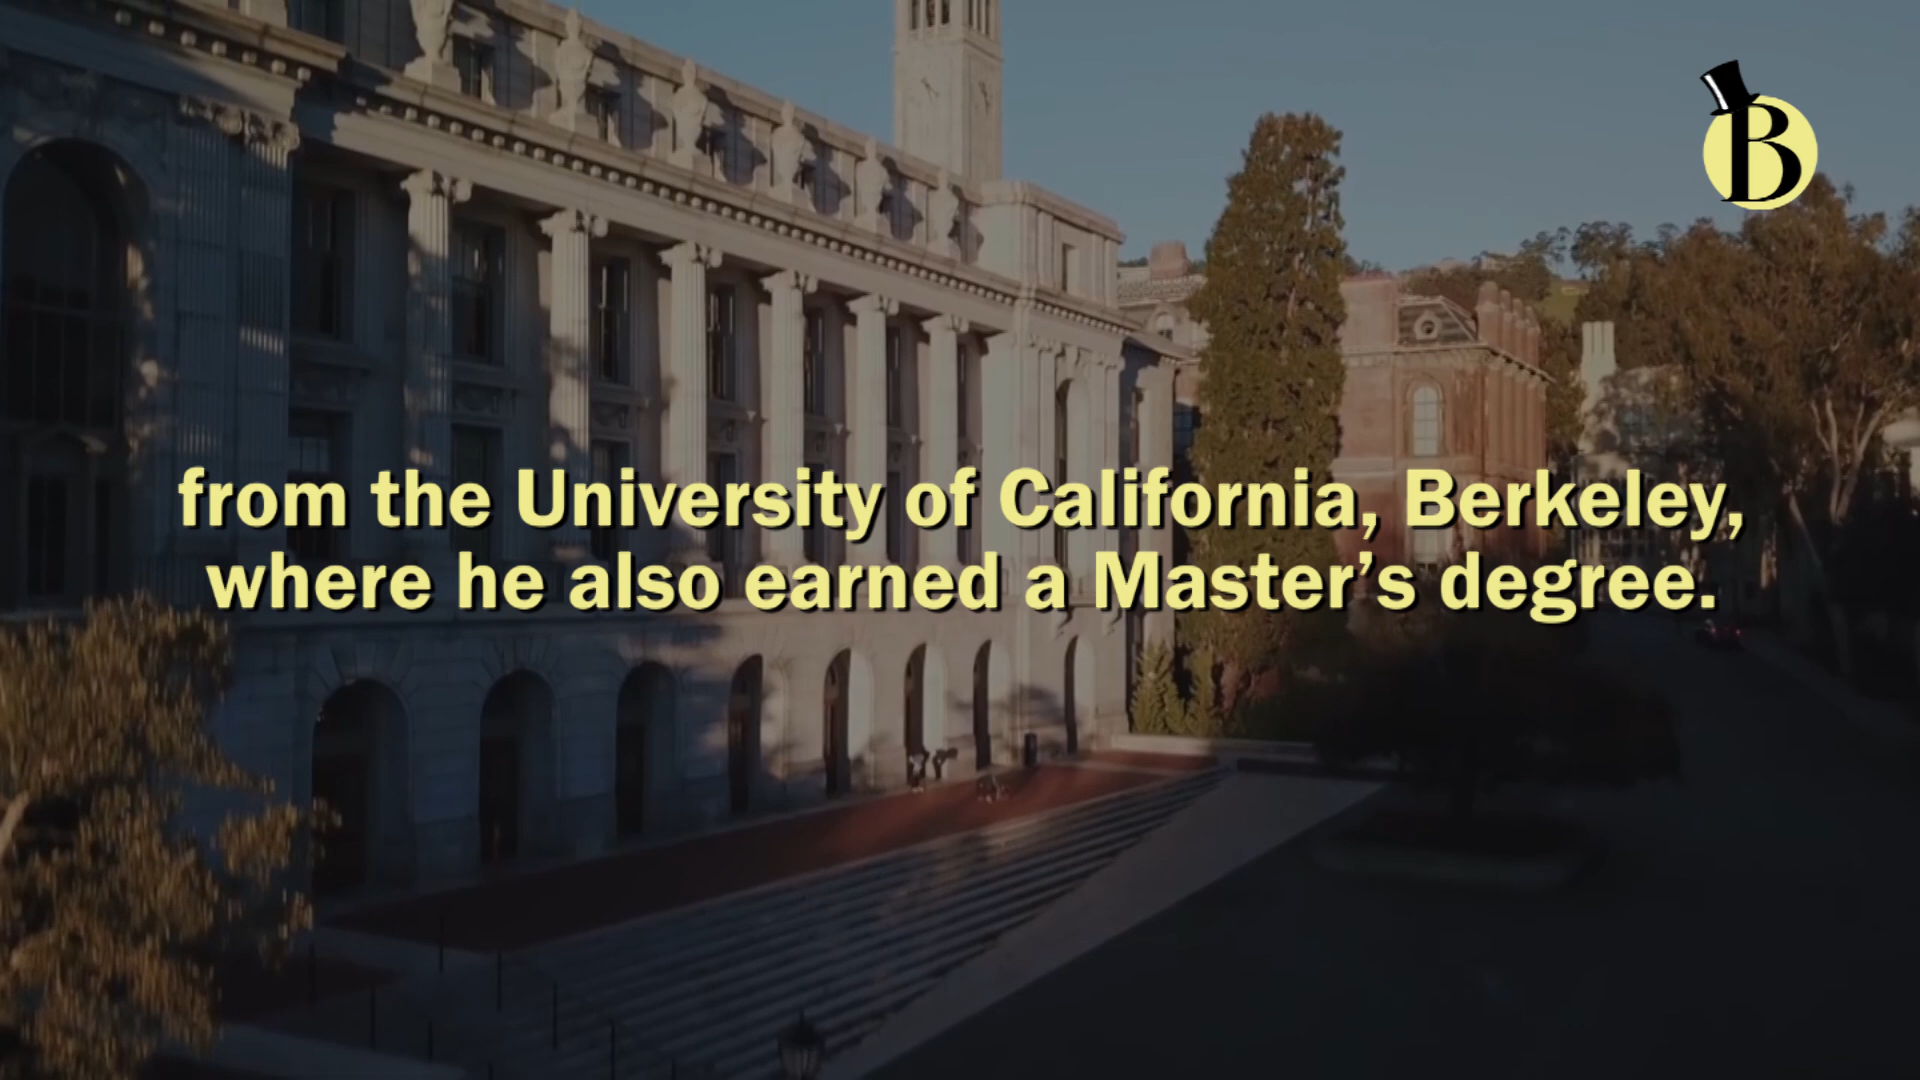 B
from the University of California, Berkeley,
where he also earned a Master’s degree.